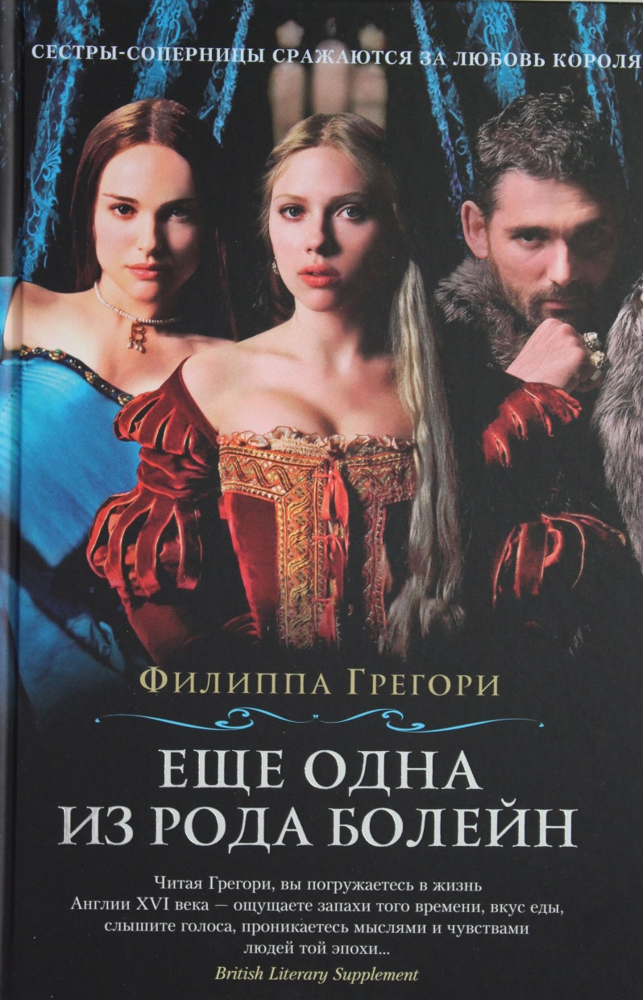 СЕСТРЫ-СОПЕРНИЦЫ СРАЖАЮТСЯ ЗА ЛЮБОВЬ КОРОЛЯ
ФИЛИППА ГРЕГОРИ
ЕЩЕ ОДНА
ИЗ РОДА БОЛЕЙН
Читая Грегори, вы погружаетесь в жизнь
Англии XVI века — ощущаете запахи того времени, вкус еды,
слышите голоса, проникаетесь мыслями и чувствами
людей той эпохи...
British Literary Supplement